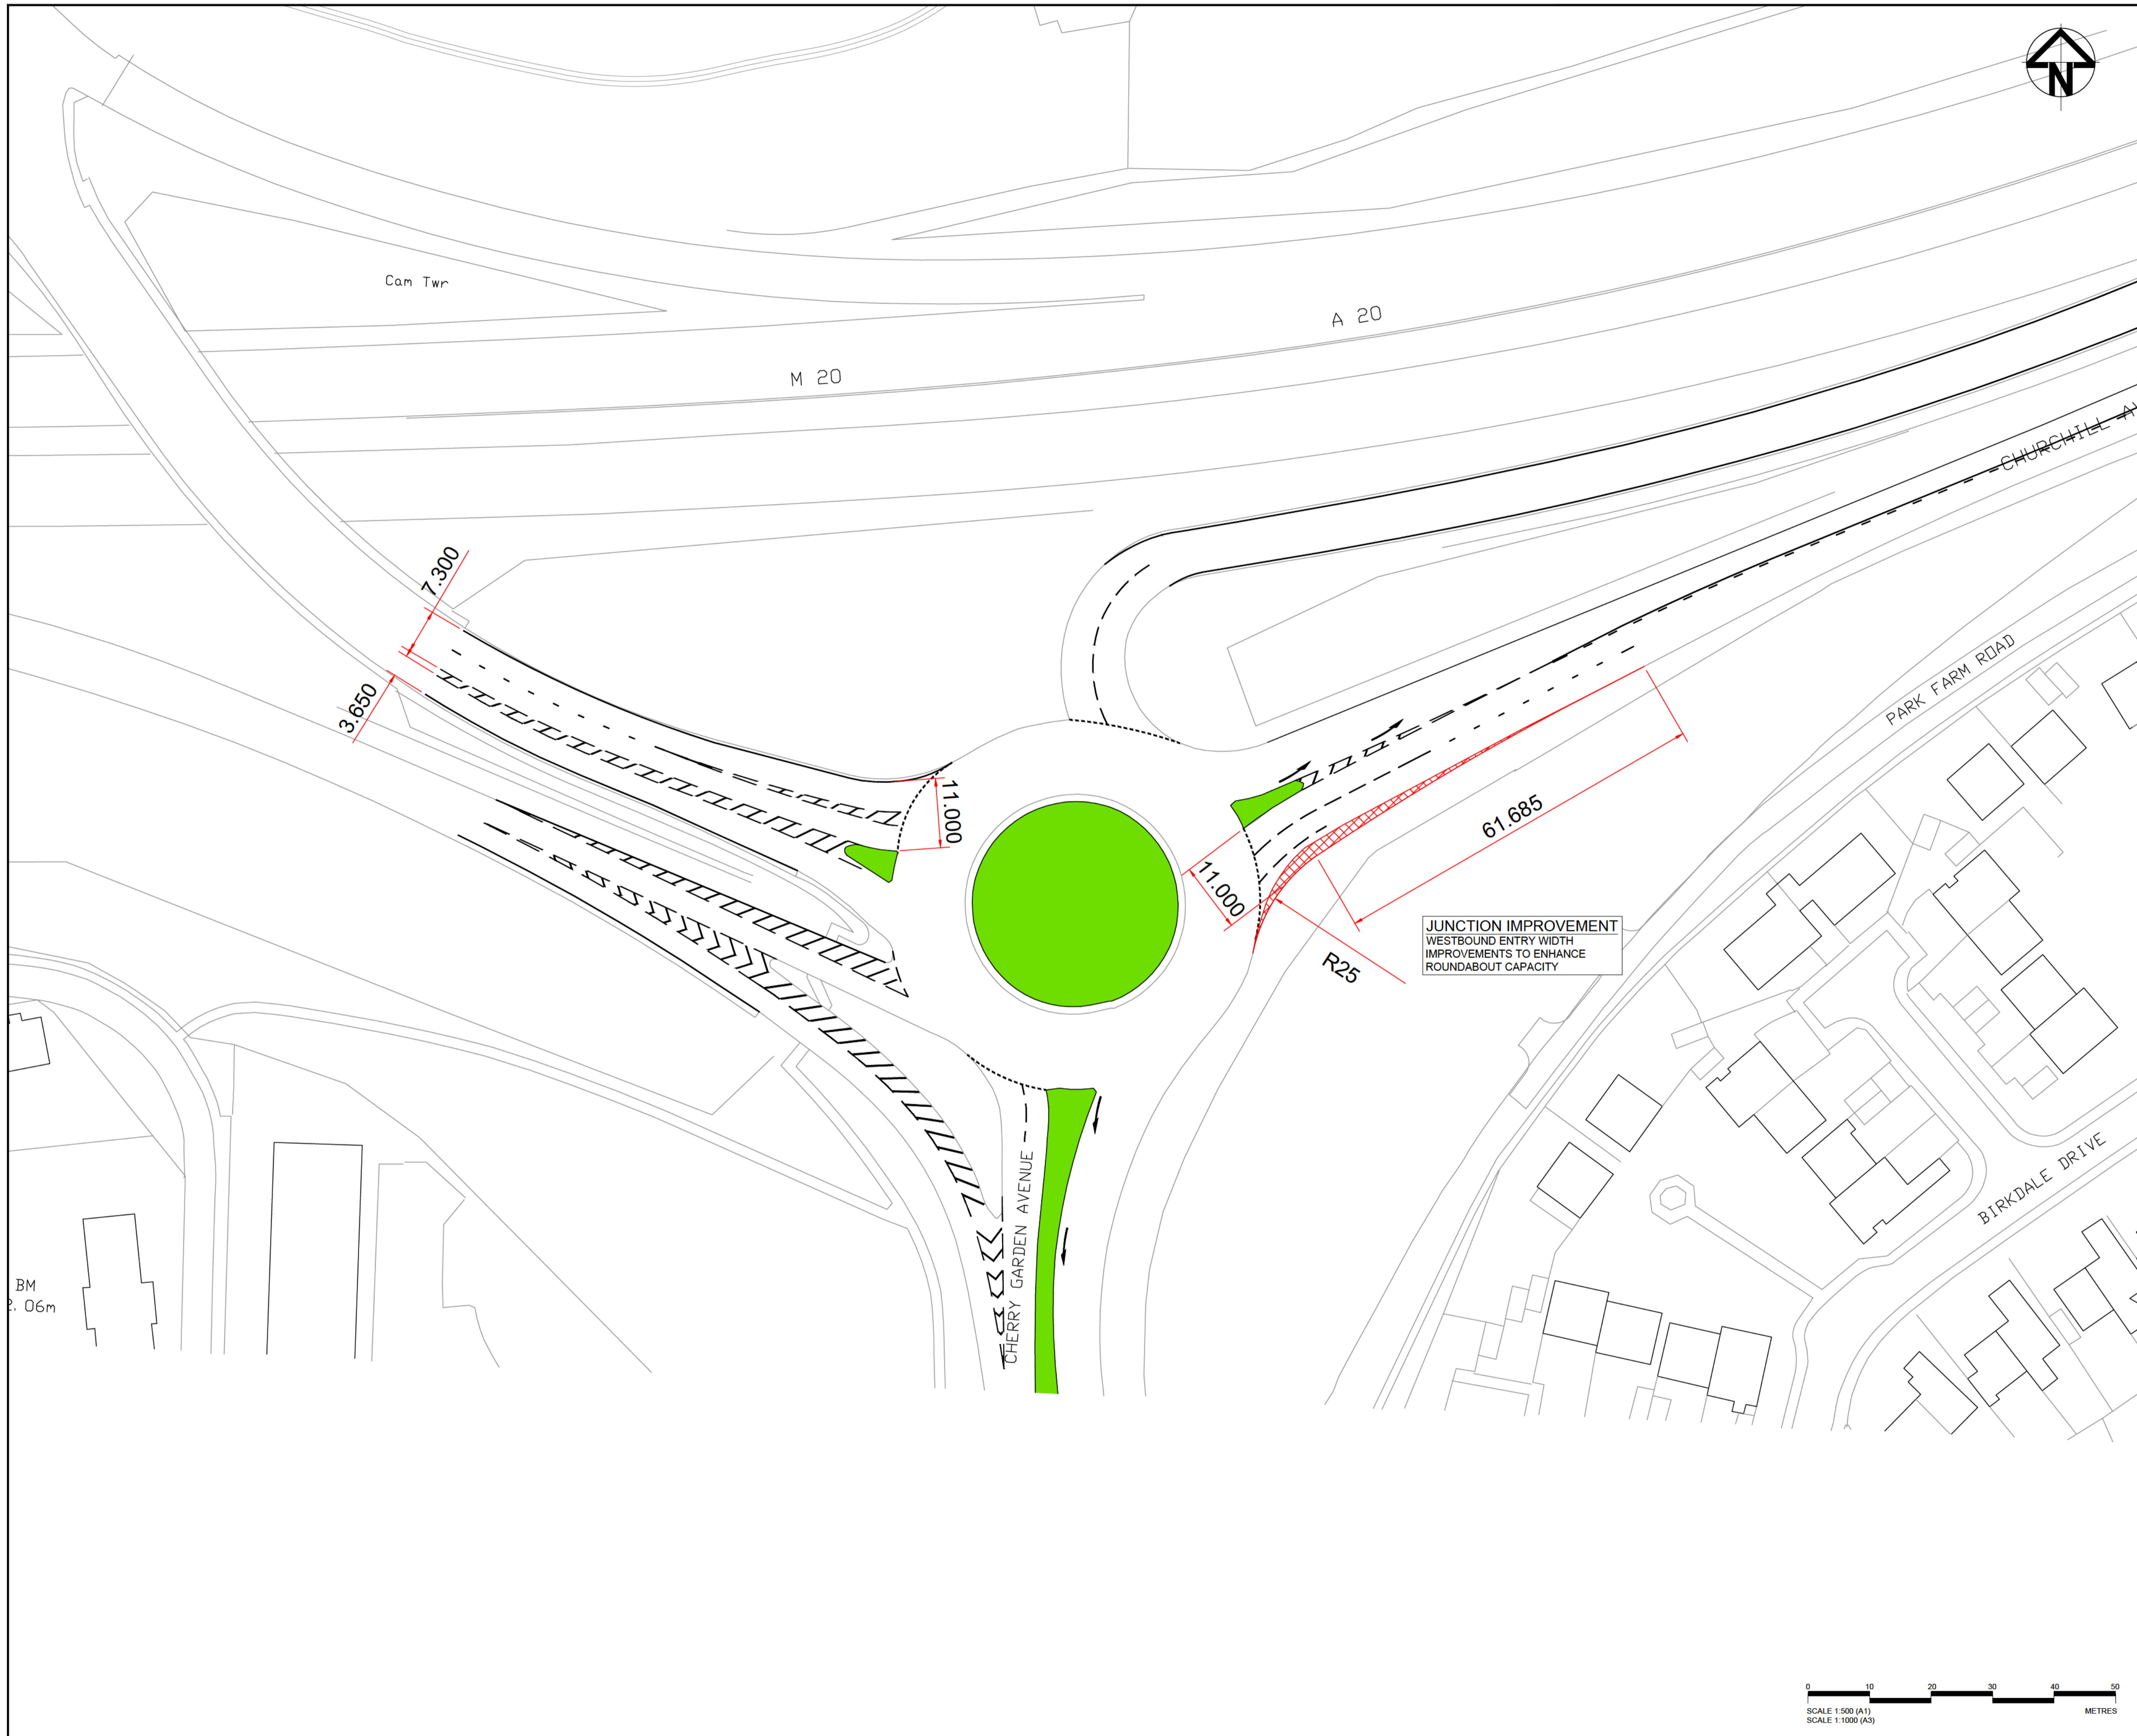 N
Cam Twr
A 20
M 20
CHURCHILL
7.300
3.650
PARK FARM ROAD
11.000
61.685
11.000
R25
JUNCTION IMPROVEMENT
WESTBOUND ENTRY WIDTH
IMPROVEMENTS TO ENHANCE
ROUNDABOUT CAPACITY
CHERRY GARDEN AVENUE
BIRKDALE DRIVE
BM
2. 06m
0 10 20 30 40 50
SCALE 1:500 (A1) METRES
SCALE 1:1000 (A3)